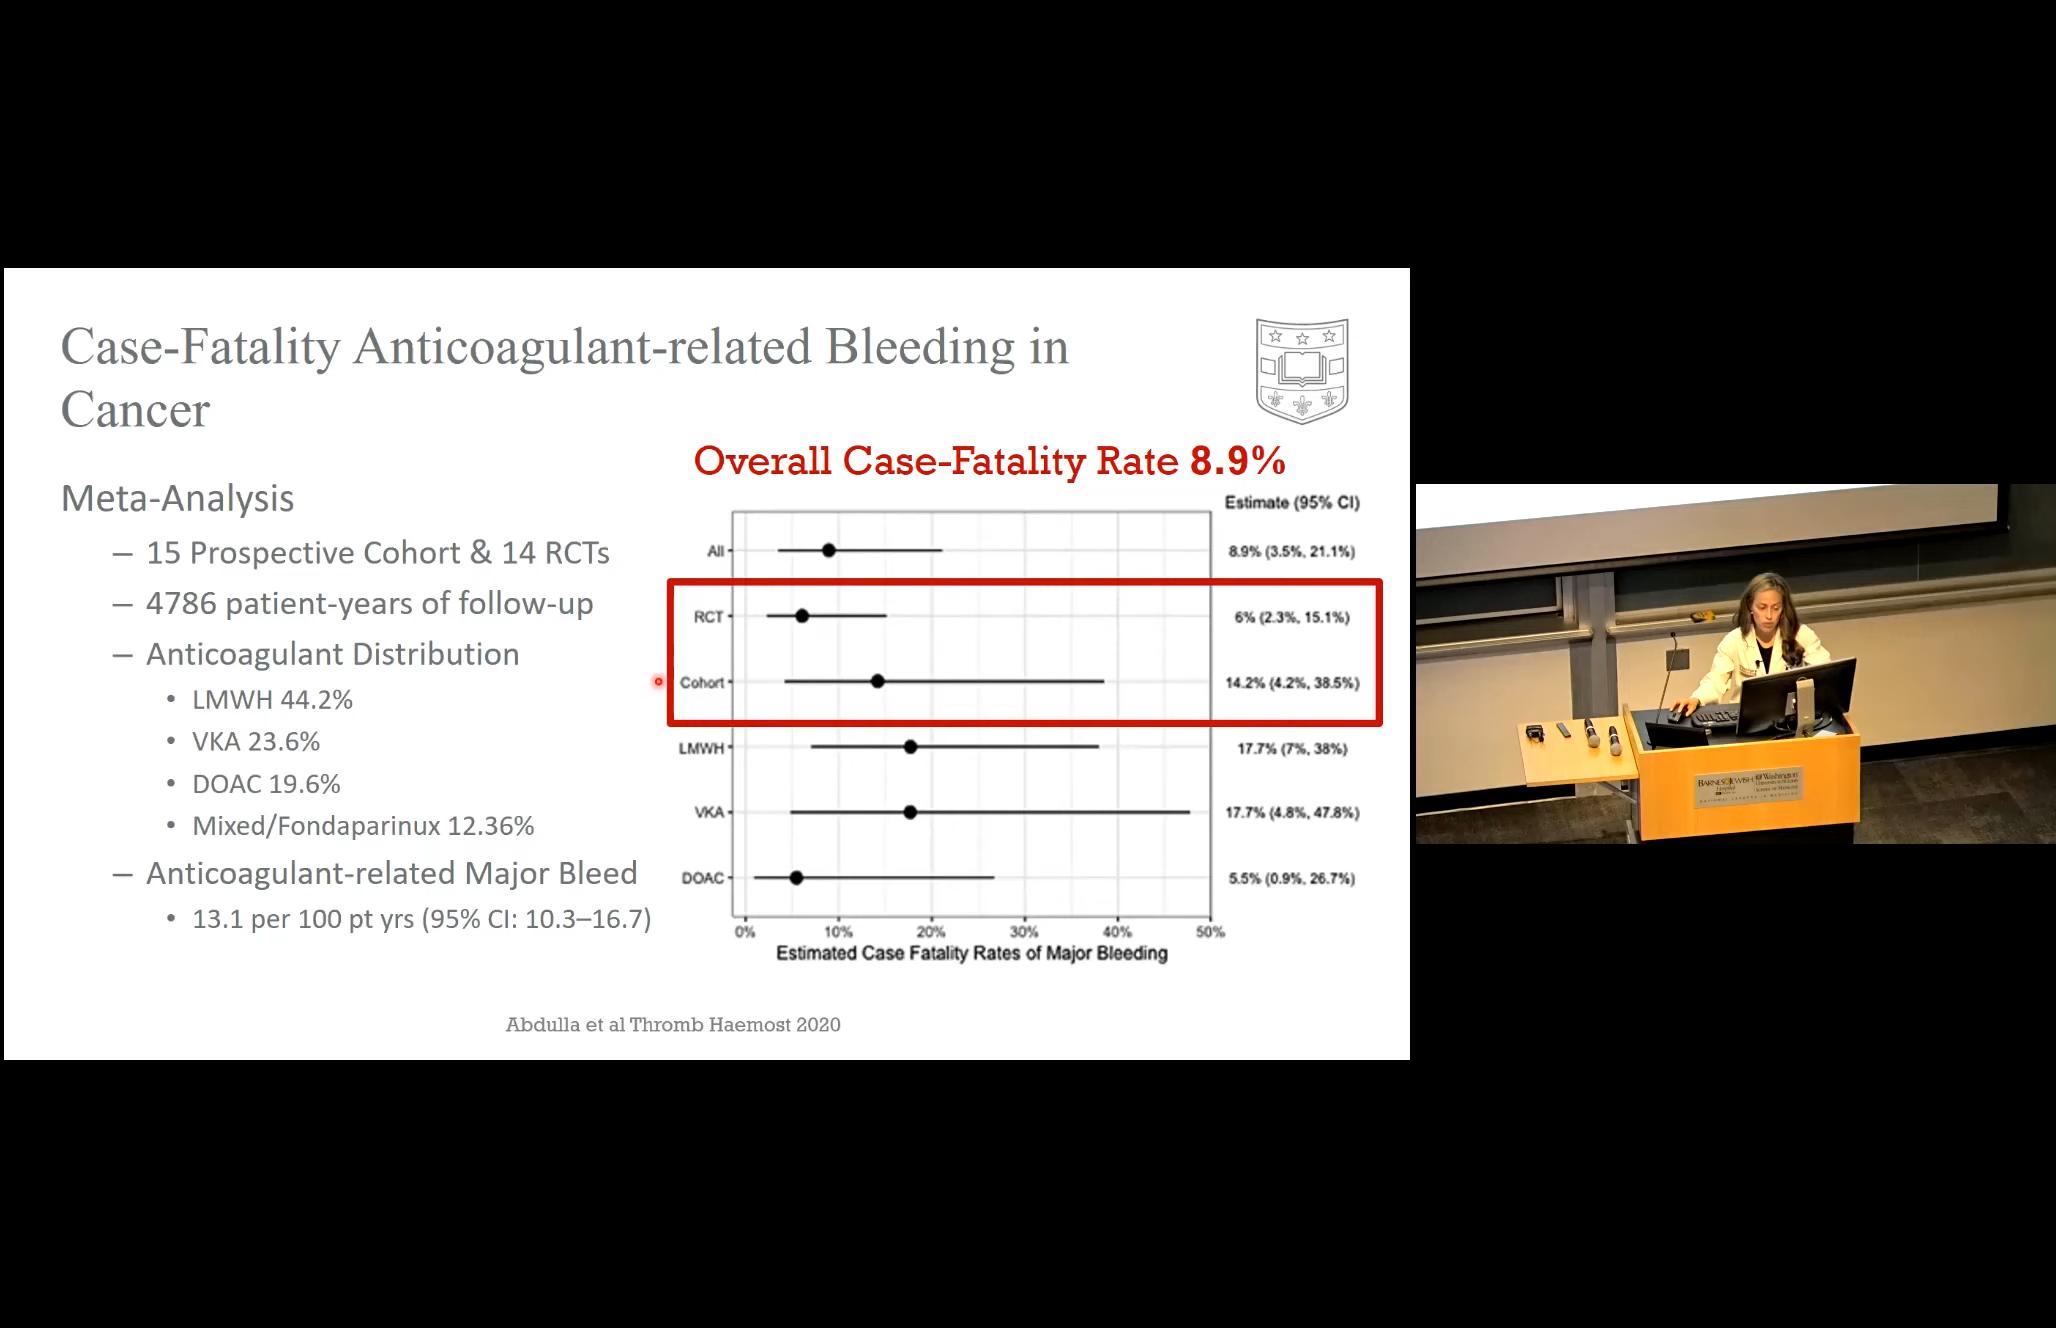 Case-Fatality Anticoagulant-related Bleeding in
Cancer
Overall Case-Fatality Rate 8.9%
Meta-Analysis
– 15 Prospective Cohort & 14 RCTs
– 4786 patient-years of follow-up
– Anticoagulant Distribution
• LMWH 44.2%
• VKA 23.6%
• DOAC 19.6%
• Mixed/Fondaparinux 12.36%
– Anticoagulant-related Major Bleed
• 13.1 per 100 pt yrs (95% CI: 10.3–16.7)
Estimate (95% CI)
All 8.9% (3.5%, 21.1%)
RCT 6% (2.3%, 15.1%)
Cohort 14.2% (4.2%, 38.5%)
LMWH 17.7% (7%, 38%)
VKA 17.7% (4.8%, 47.8%)
DOAC 5.5% (0.9%, 26.7%)
0% 10% 20% 30% 40% 50%
Estimated Case Fatality Rates of Major Bleeding
Abdulla et al Thromb Haemost 2020
BARNES JEWISH Washington
Hospital